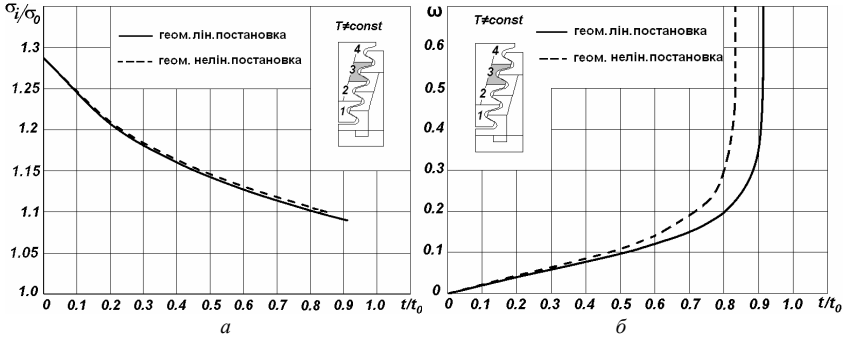 σi/σ0
T≠const
геом.лін.постановка
геом. нелін.постановка
4
3
2
1
1.3
1.25
1.2
1.15
1.1
1.05
1.0
0 0.1 0.2 0.3 0.4 0.5 0.6 0.7 0.8 0.9 1.0 t/t0
а
ω
T≠const
геом.лін.постановка
геом. нелін.постановка
4
3
2
1
0.6
0.5
0.4
0.3
0.2
0.1
0
0 0.1 0.2 0.3 0.4 0.5 0.6 0.7 0.8 0.9 1.0 t/t0
б